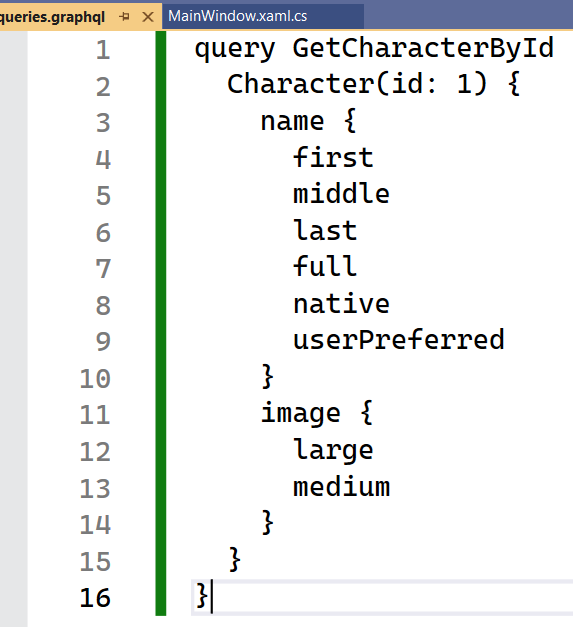 queries.graphql MainWindow.xaml.cs
1 query GetCharacterById
2 Character(id: 1) {
3 name {
4 first
5 middle
6 last
7 full
8 native
9 userPreferred
10 }
11 image {
12 large
13 medium
14 }
15 }
16 }